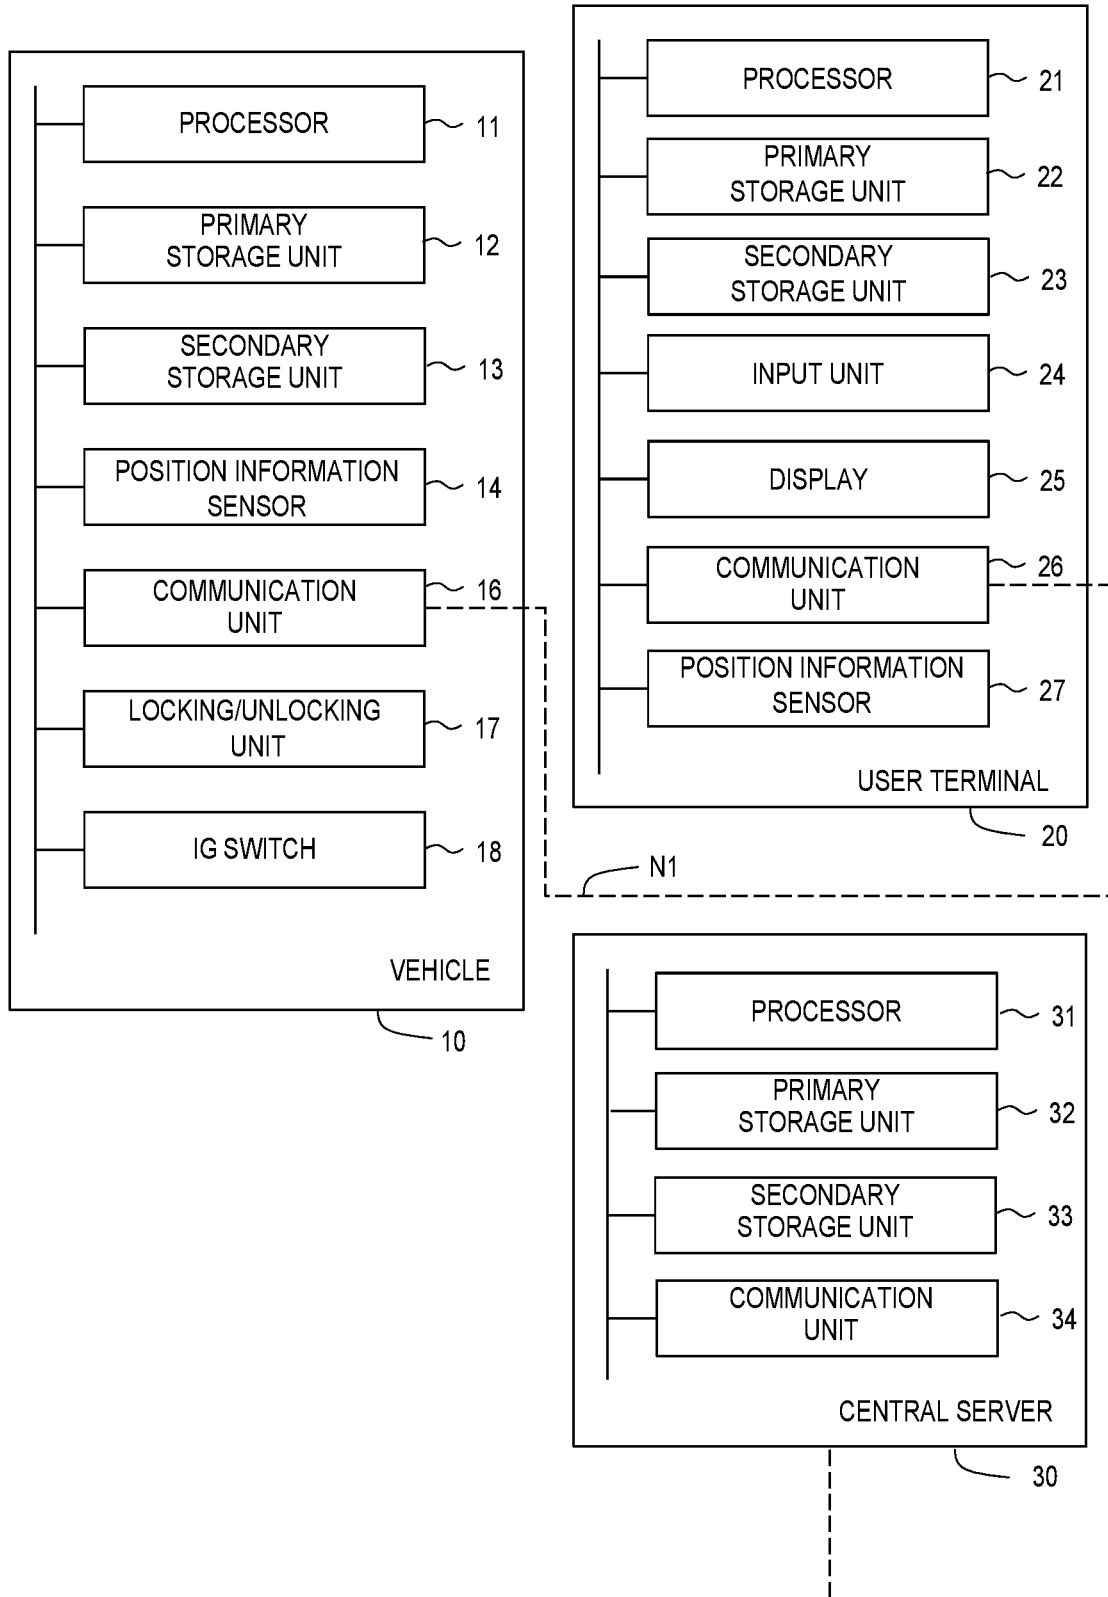 PROCESSOR
11
PRIMARY
STORAGE UNIT
12
SECONDARY
STORAGE UNIT
13
POSITION INFORMATION
SENSOR
14
COMMUNICATION
UNIT
16
LOCKING/UNLOCKING
UNIT
17
IG SWITCH
18
VEHICLE
10
PROCESSOR
21
PRIMARY
STORAGE UNIT
22
SECONDARY
STORAGE UNIT
23
INPUT UNIT
24
DISPLAY
25
COMMUNICATION
UNIT
26
POSITION INFORMATION
SENSOR
27
USER TERMINAL
20
N1
PROCESSOR
31
PRIMARY
STORAGE UNIT
32
SECONDARY
STORAGE UNIT
33
COMMUNICATION
UNIT
34
CENTRAL SERVER
30